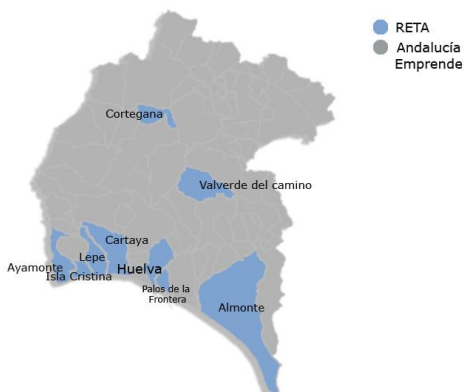 RETA
Andalucía
Emprende
Cortegana
Valverde del camino
Cartaya
Lepe
Ayamonte
Isla Cristina
Huelva
Palos de la
Frontera
Almonte